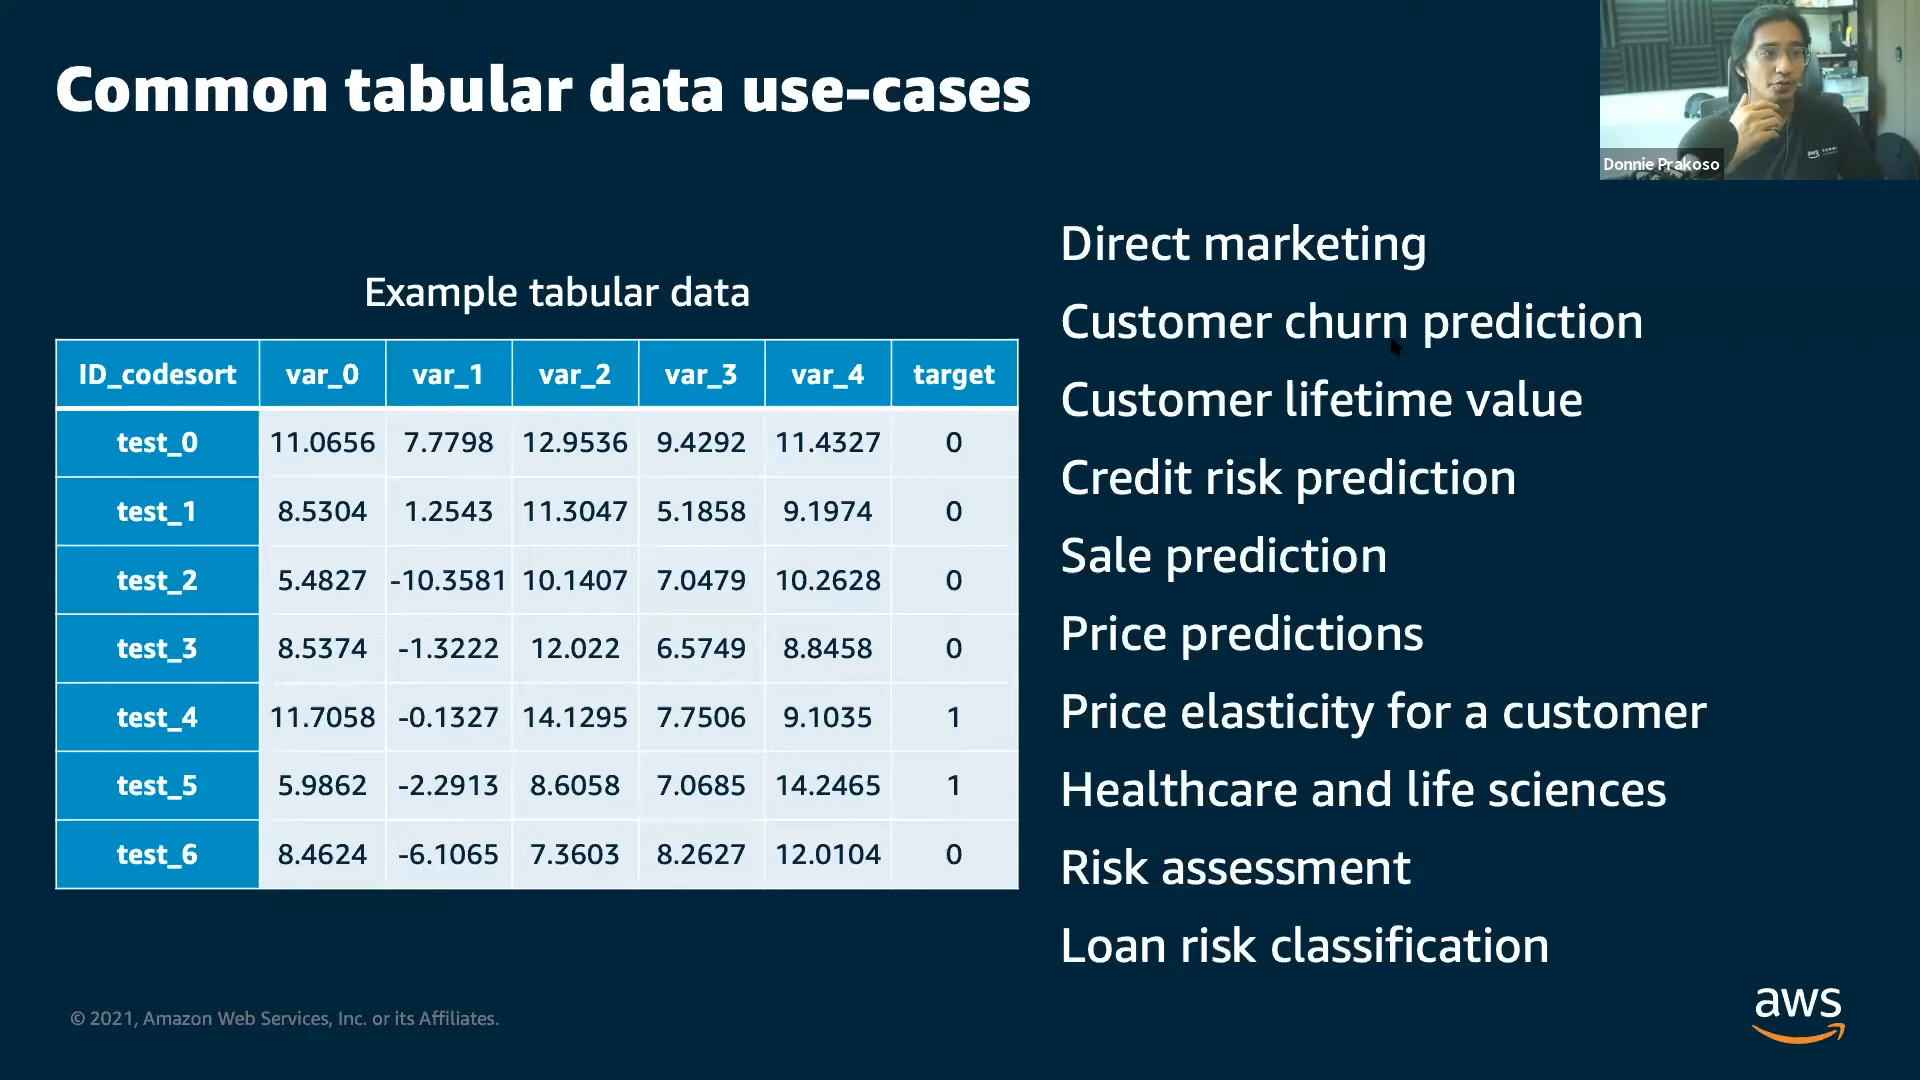 Common tabular data use-cases
Donnie Prakoso
Example tabular data
ID_codesort var_0 var_1 var_2 var_3 var_4 target
test_0 11.0656 7.7798 12.9536 9.4292 11.4327 0
test_1 8.5304 1.2543 11.3047 5.1858 9.1974 0
test_2 5.4827 -10.3581 10.1407 7.0479 10.2628 0
test_3 8.5374 -1.3222 12.022 6.5749 8.8458 0
test_4 11.7058 -0.1327 14.1295 7.7506 9.1035 1
test_5 5.9862 -2.2913 8.6058 7.0685 14.2465 1
test_6 8.4624 -6.1065 7.3603 8.2627 12.0104 0
Direct marketing
Customer churn prediction
Customer lifetime value
Credit risk prediction
Sale prediction
Price predictions
Price elasticity for a customer
Healthcare and life sciences
Risk assessment
Loan risk classification
© 2021, Amazon Web Services, Inc. or its Affiliates.
aws